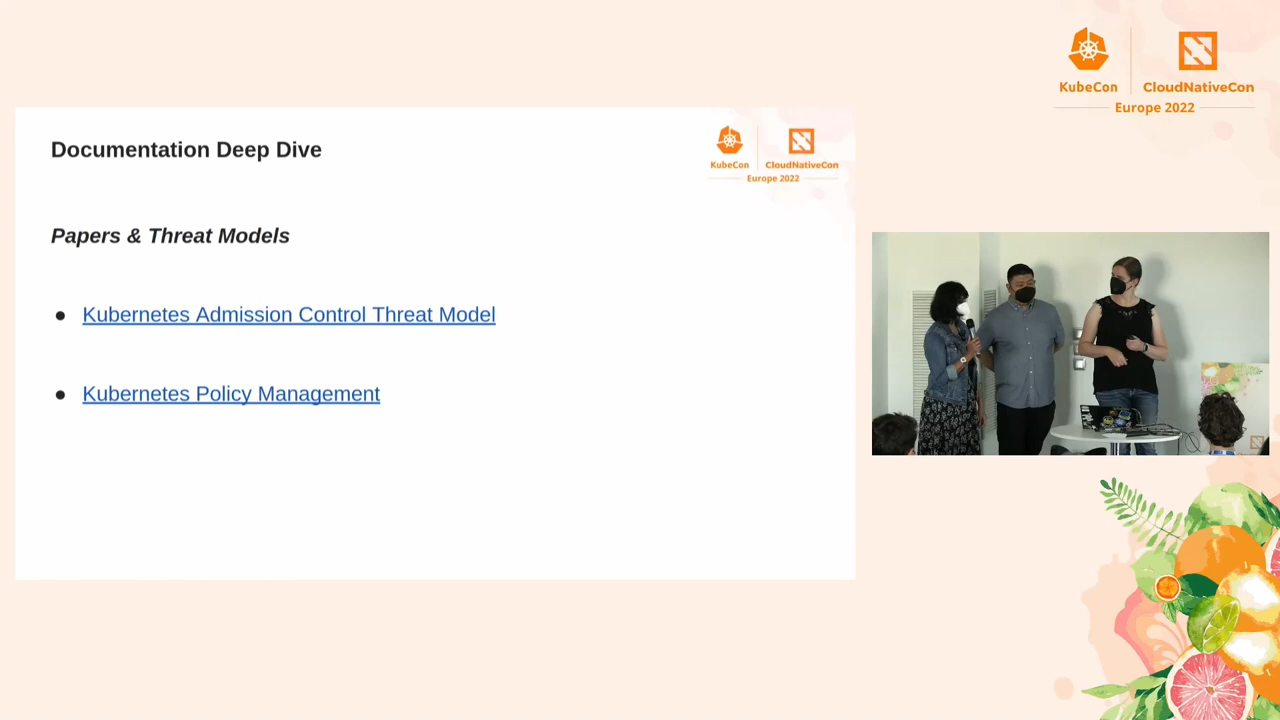 KubeCon
CloudNativeCon
Europe 2022
Documentation Deep Dive
KubeCon
CloudNativeCon
Europe 2022
Papers & Threat Models
● Kubernetes Admission Control Threat Model
● Kubernetes Policy Management